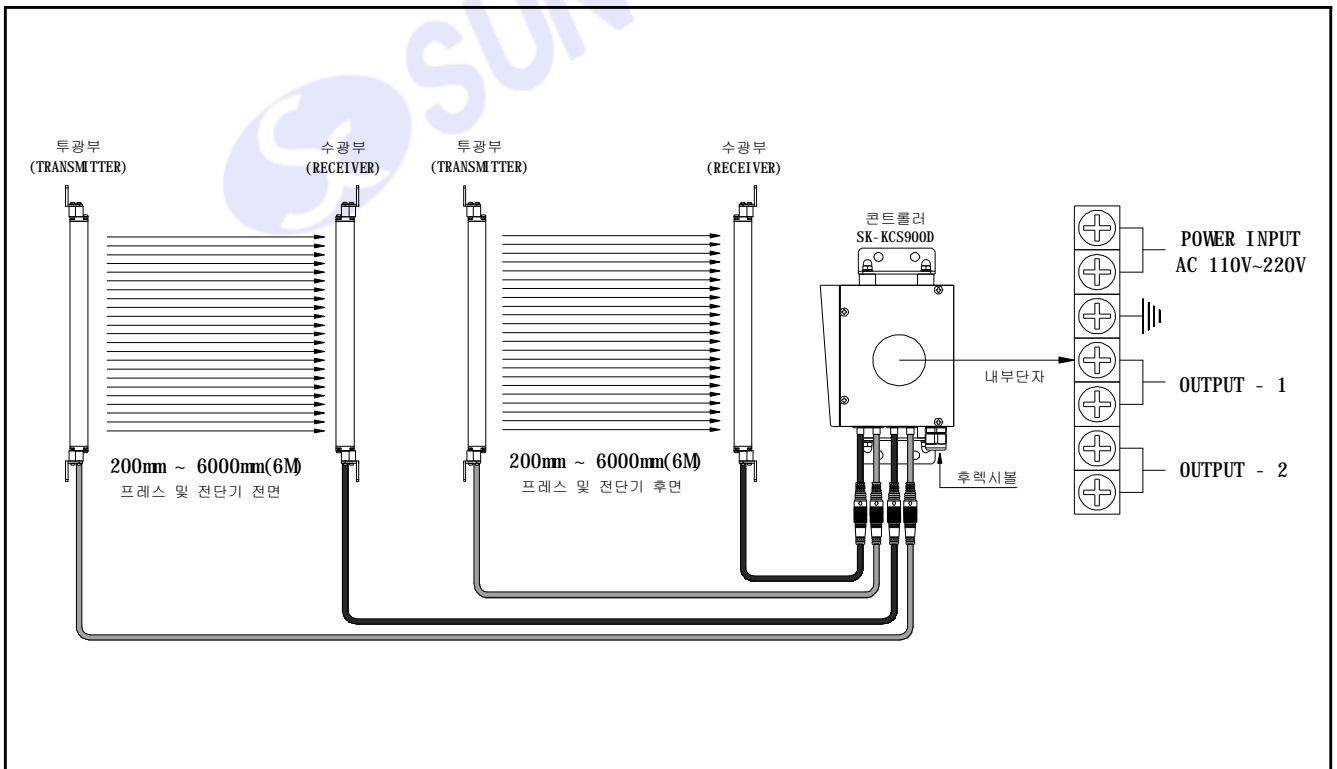 SUN
투광부
(TRANSMITTER)
수광부
(RECEIVER)
투광부
(TRANSMITTER)
수광부
(RECEIVER)
콘트롤러
SK-KCS900D
POWER INPUT
AC 110V~220V
내부단자
OUTPUT - 1
OUTPUT - 2
후렉시볼
200mm ~ 6000mm(6M)
프레스 및 전단기 전면
200mm ~ 6000mm(6M)
프레스 및 전단기 후면